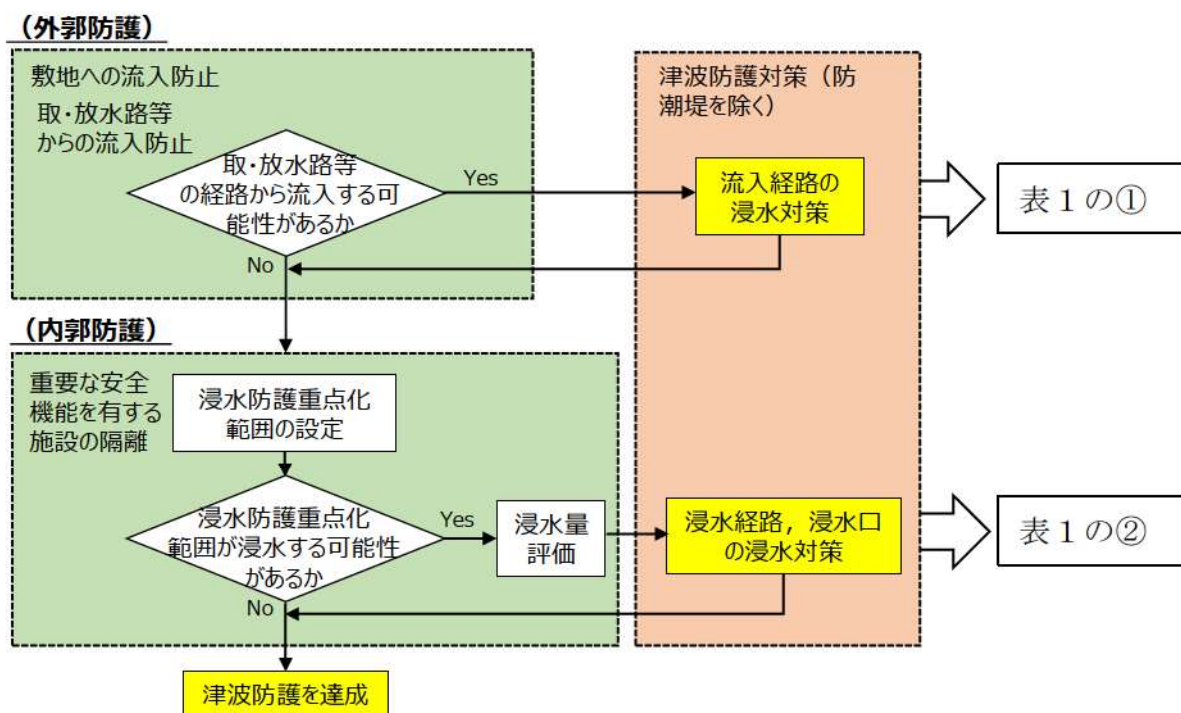 (外郭防護)
敷地への流入防止
取・放水路等
からの流入防止
取・放水路等
の経路から流入する可
能性があるか
Yes
No
津波防護対策（防
潮堤を除く）
流入経路の
浸水対策
表１の①
(内郭防護)
重要な安全
機能を有する
施設の隔離
浸水防護重点化
範囲の設定
浸水防護重点化
範囲が浸水する可能性
があるか
Yes
No
浸水量
評価
浸水経路，浸水口
の浸水対策
表１の②
津波防護を達成